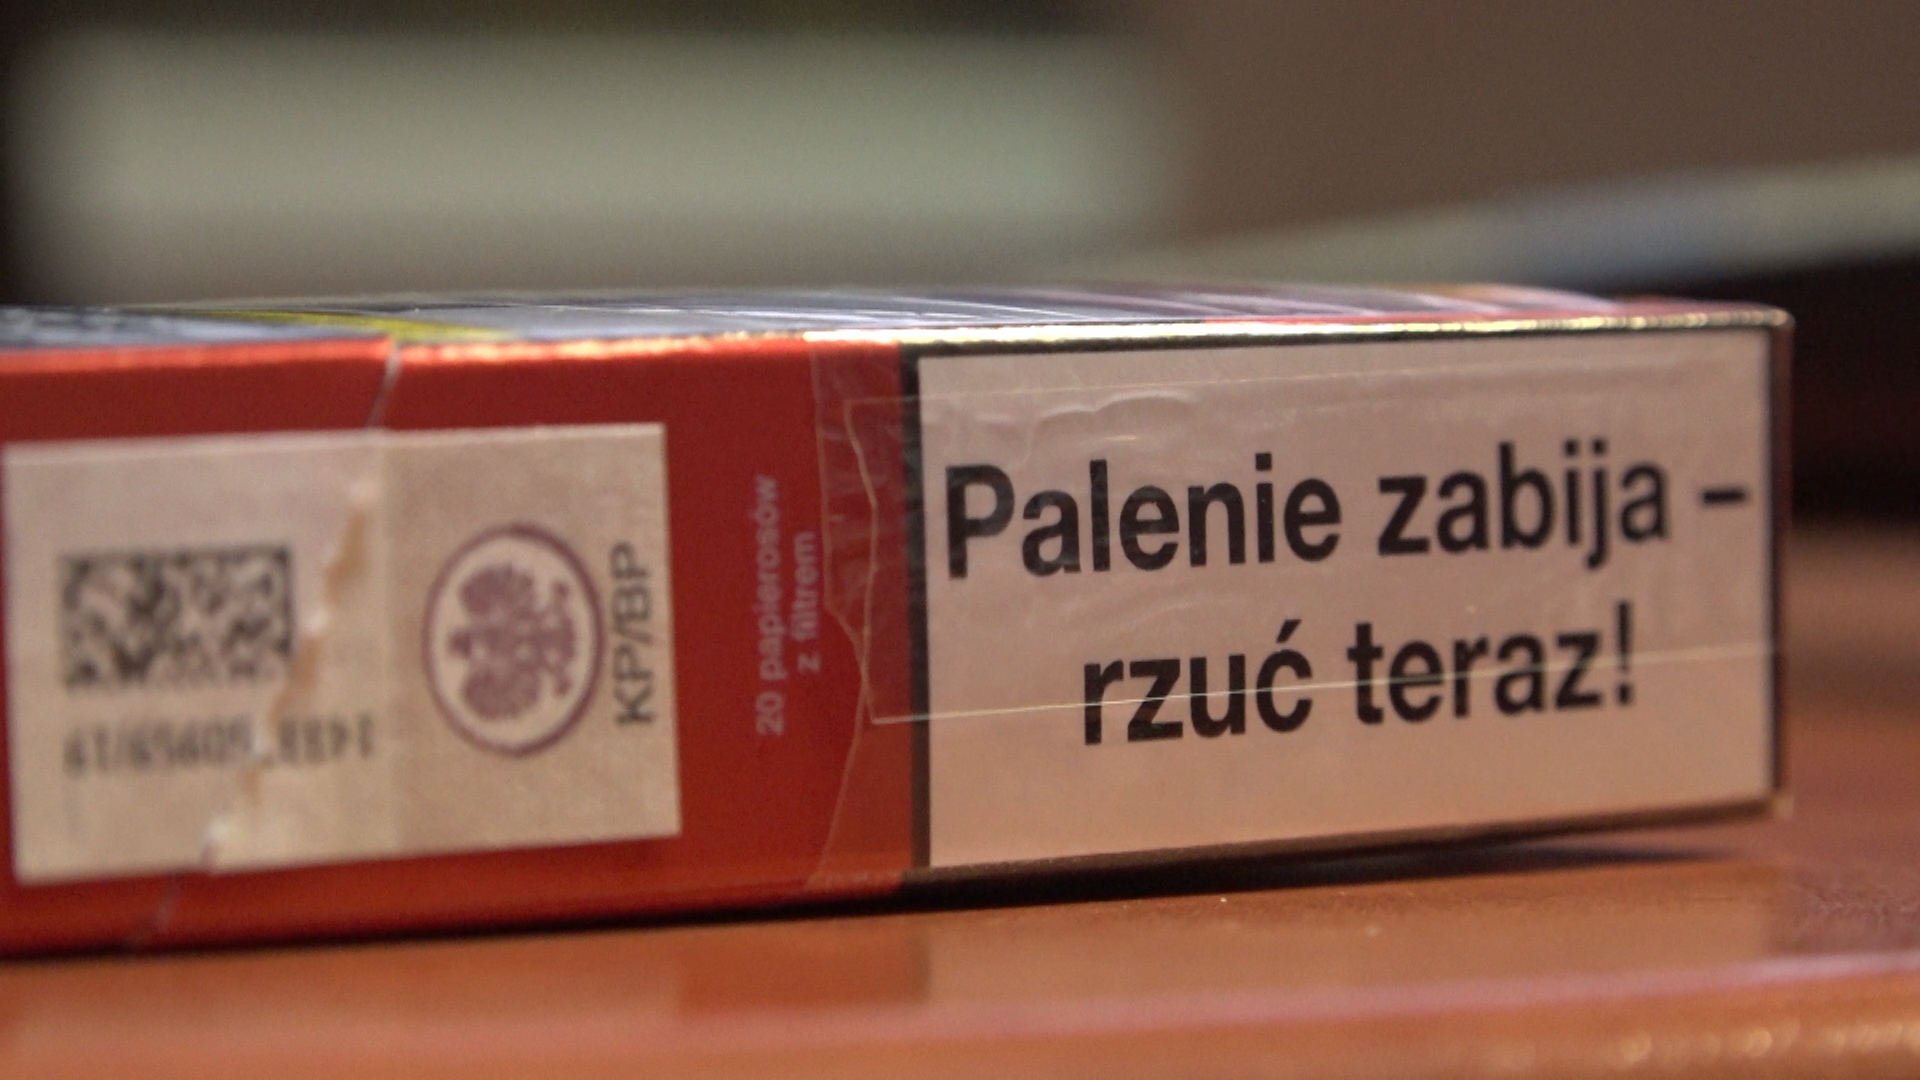 Palenie zabija –
rzuć teraz!
20 papierosów
z filtrem
KP/BP